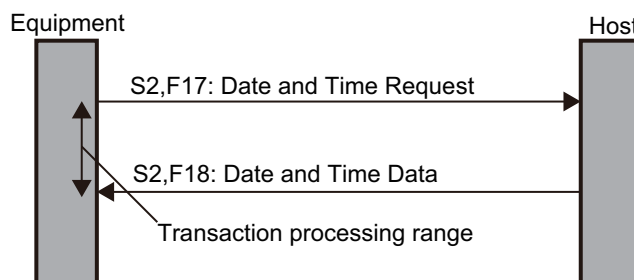 Equipment
Host
S2,F17: Date and Time Request
S2,F18: Date and Time Data
Transaction processing range